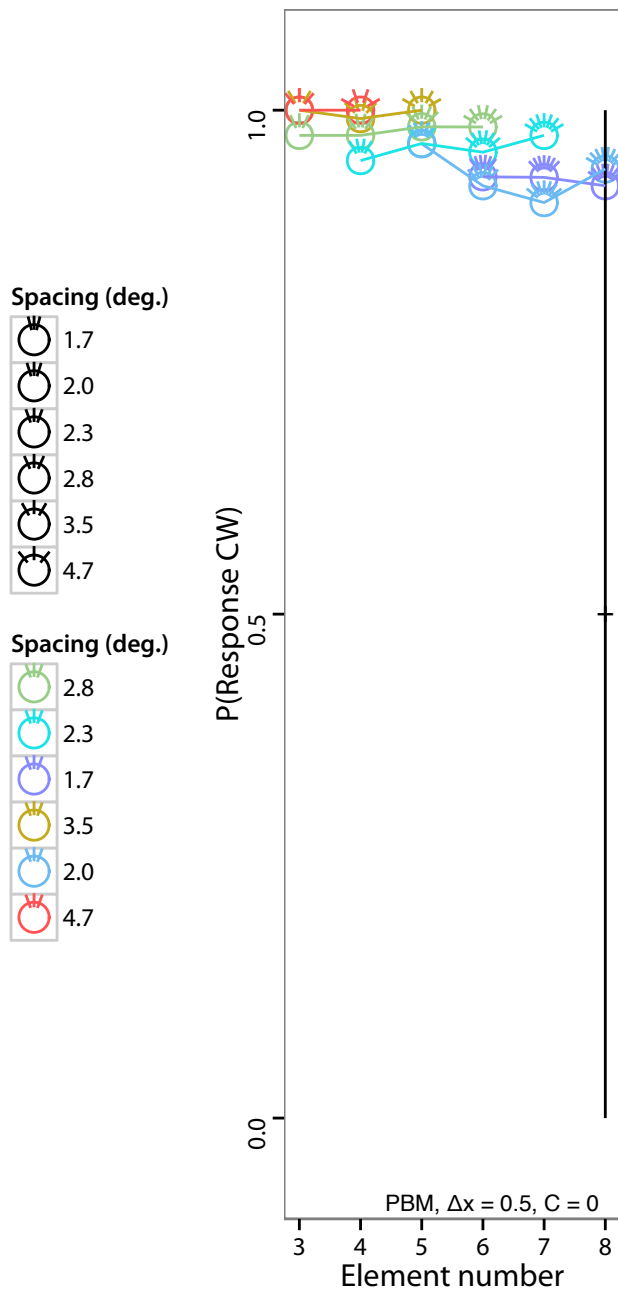 Spacing (deg.)
1.7
2.0
2.3
2.8
3.5
4.7
Spacing (deg.)
2.8
2.3
1.7
3.5
2.0
4.7
P(Response CW)
1.0
0.5
0.0
PBM, Δx = 0.5, C = 0
3 4 5 6 7 8
Element number